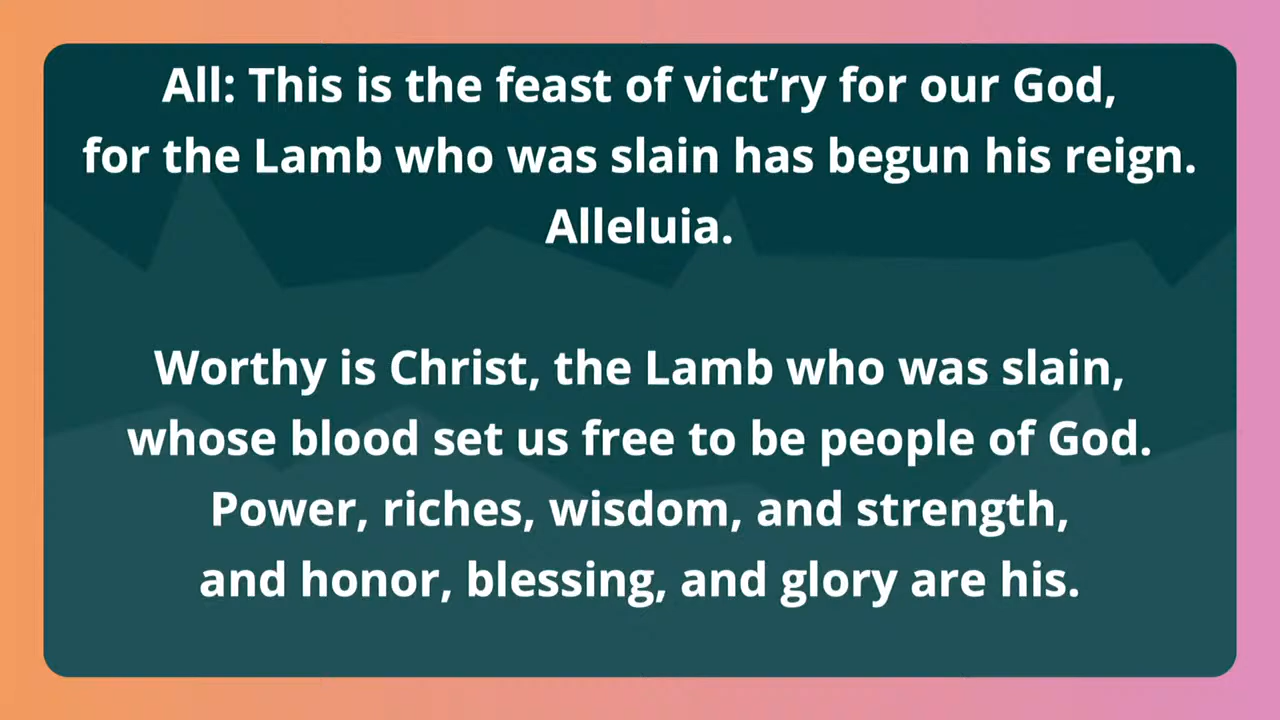 All: This is the feast of vict’ry for our God,
for the Lamb who was slain has begun his reign.
Alleluia.
Worthy is Christ, the Lamb who was slain,
whose blood set us free to be people of God.
Power, riches, wisdom, and strength,
and honor, blessing, and glory are his.